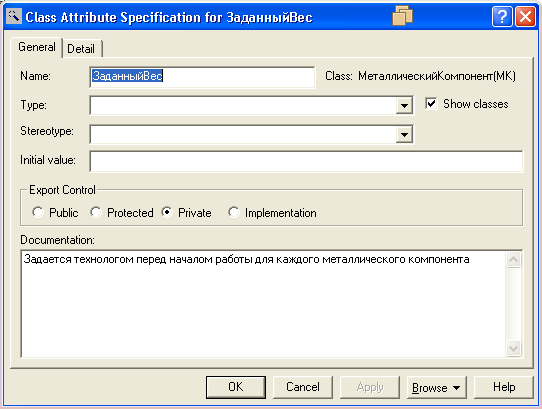 Class Attribute Specification for ЗаданныйВес
General Detail
Name: ЗаданныйВес Class: МеталлическийКомпонент(МК)
Type: Show classes
Stereotype:
Initial value:
Export Control
Public Protected Private Implementation
Documentation:
Задается технологом перед началом работы для каждого металлического компонента
OK Cancel Apply Browse Help